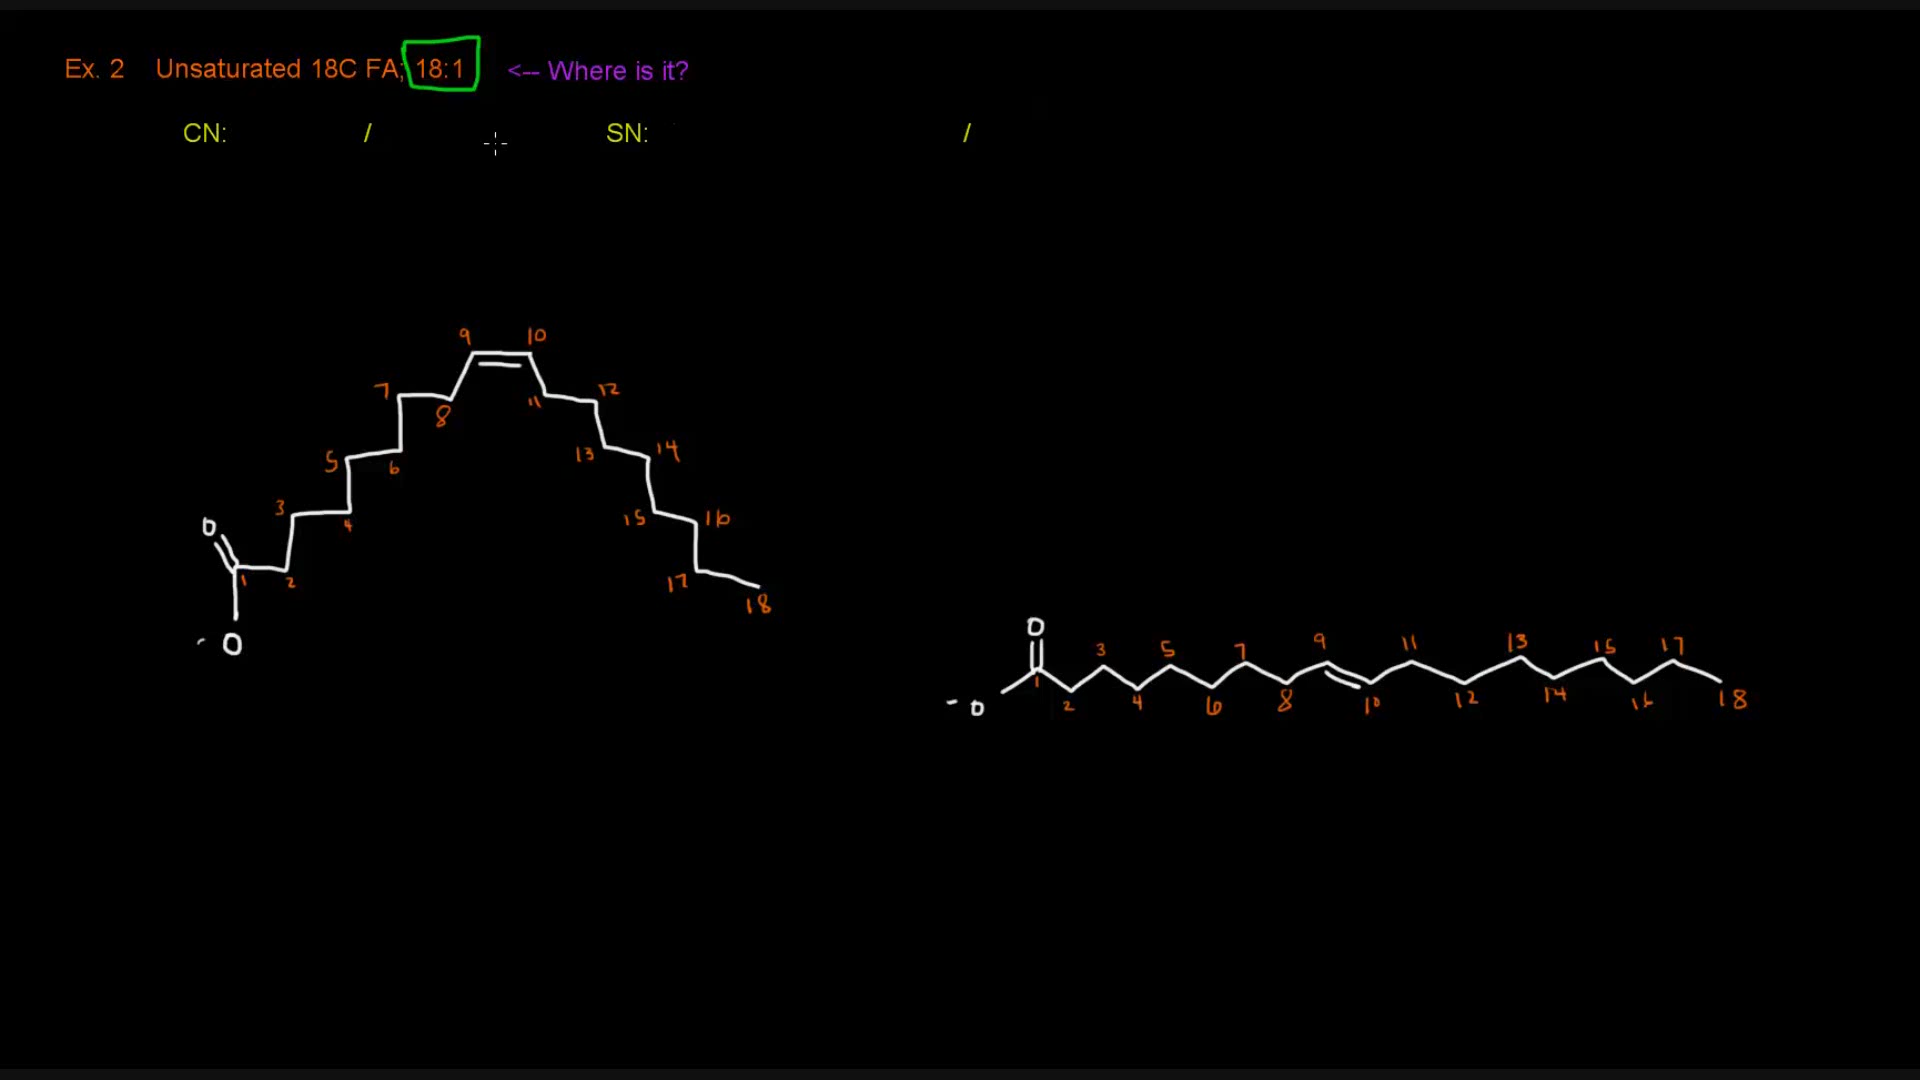 Ex. 2 Unsaturated 18C FA; 18:1 <-- Where is it?
CN: / SN: /
9 10
7 8 11 12
5 6 13 14
O 3 4 15 16
1 2 17 18
- O
O
3 5 7 9 11 13 15 17
1
- O 2 4 6 8 10 12 14 16 18